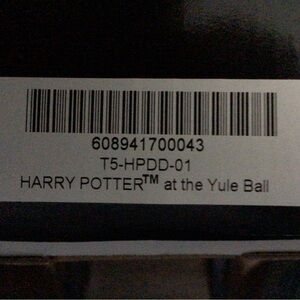 608941700043
T5-HPDD-01
HARRY POTTER™ at the Yule Ball